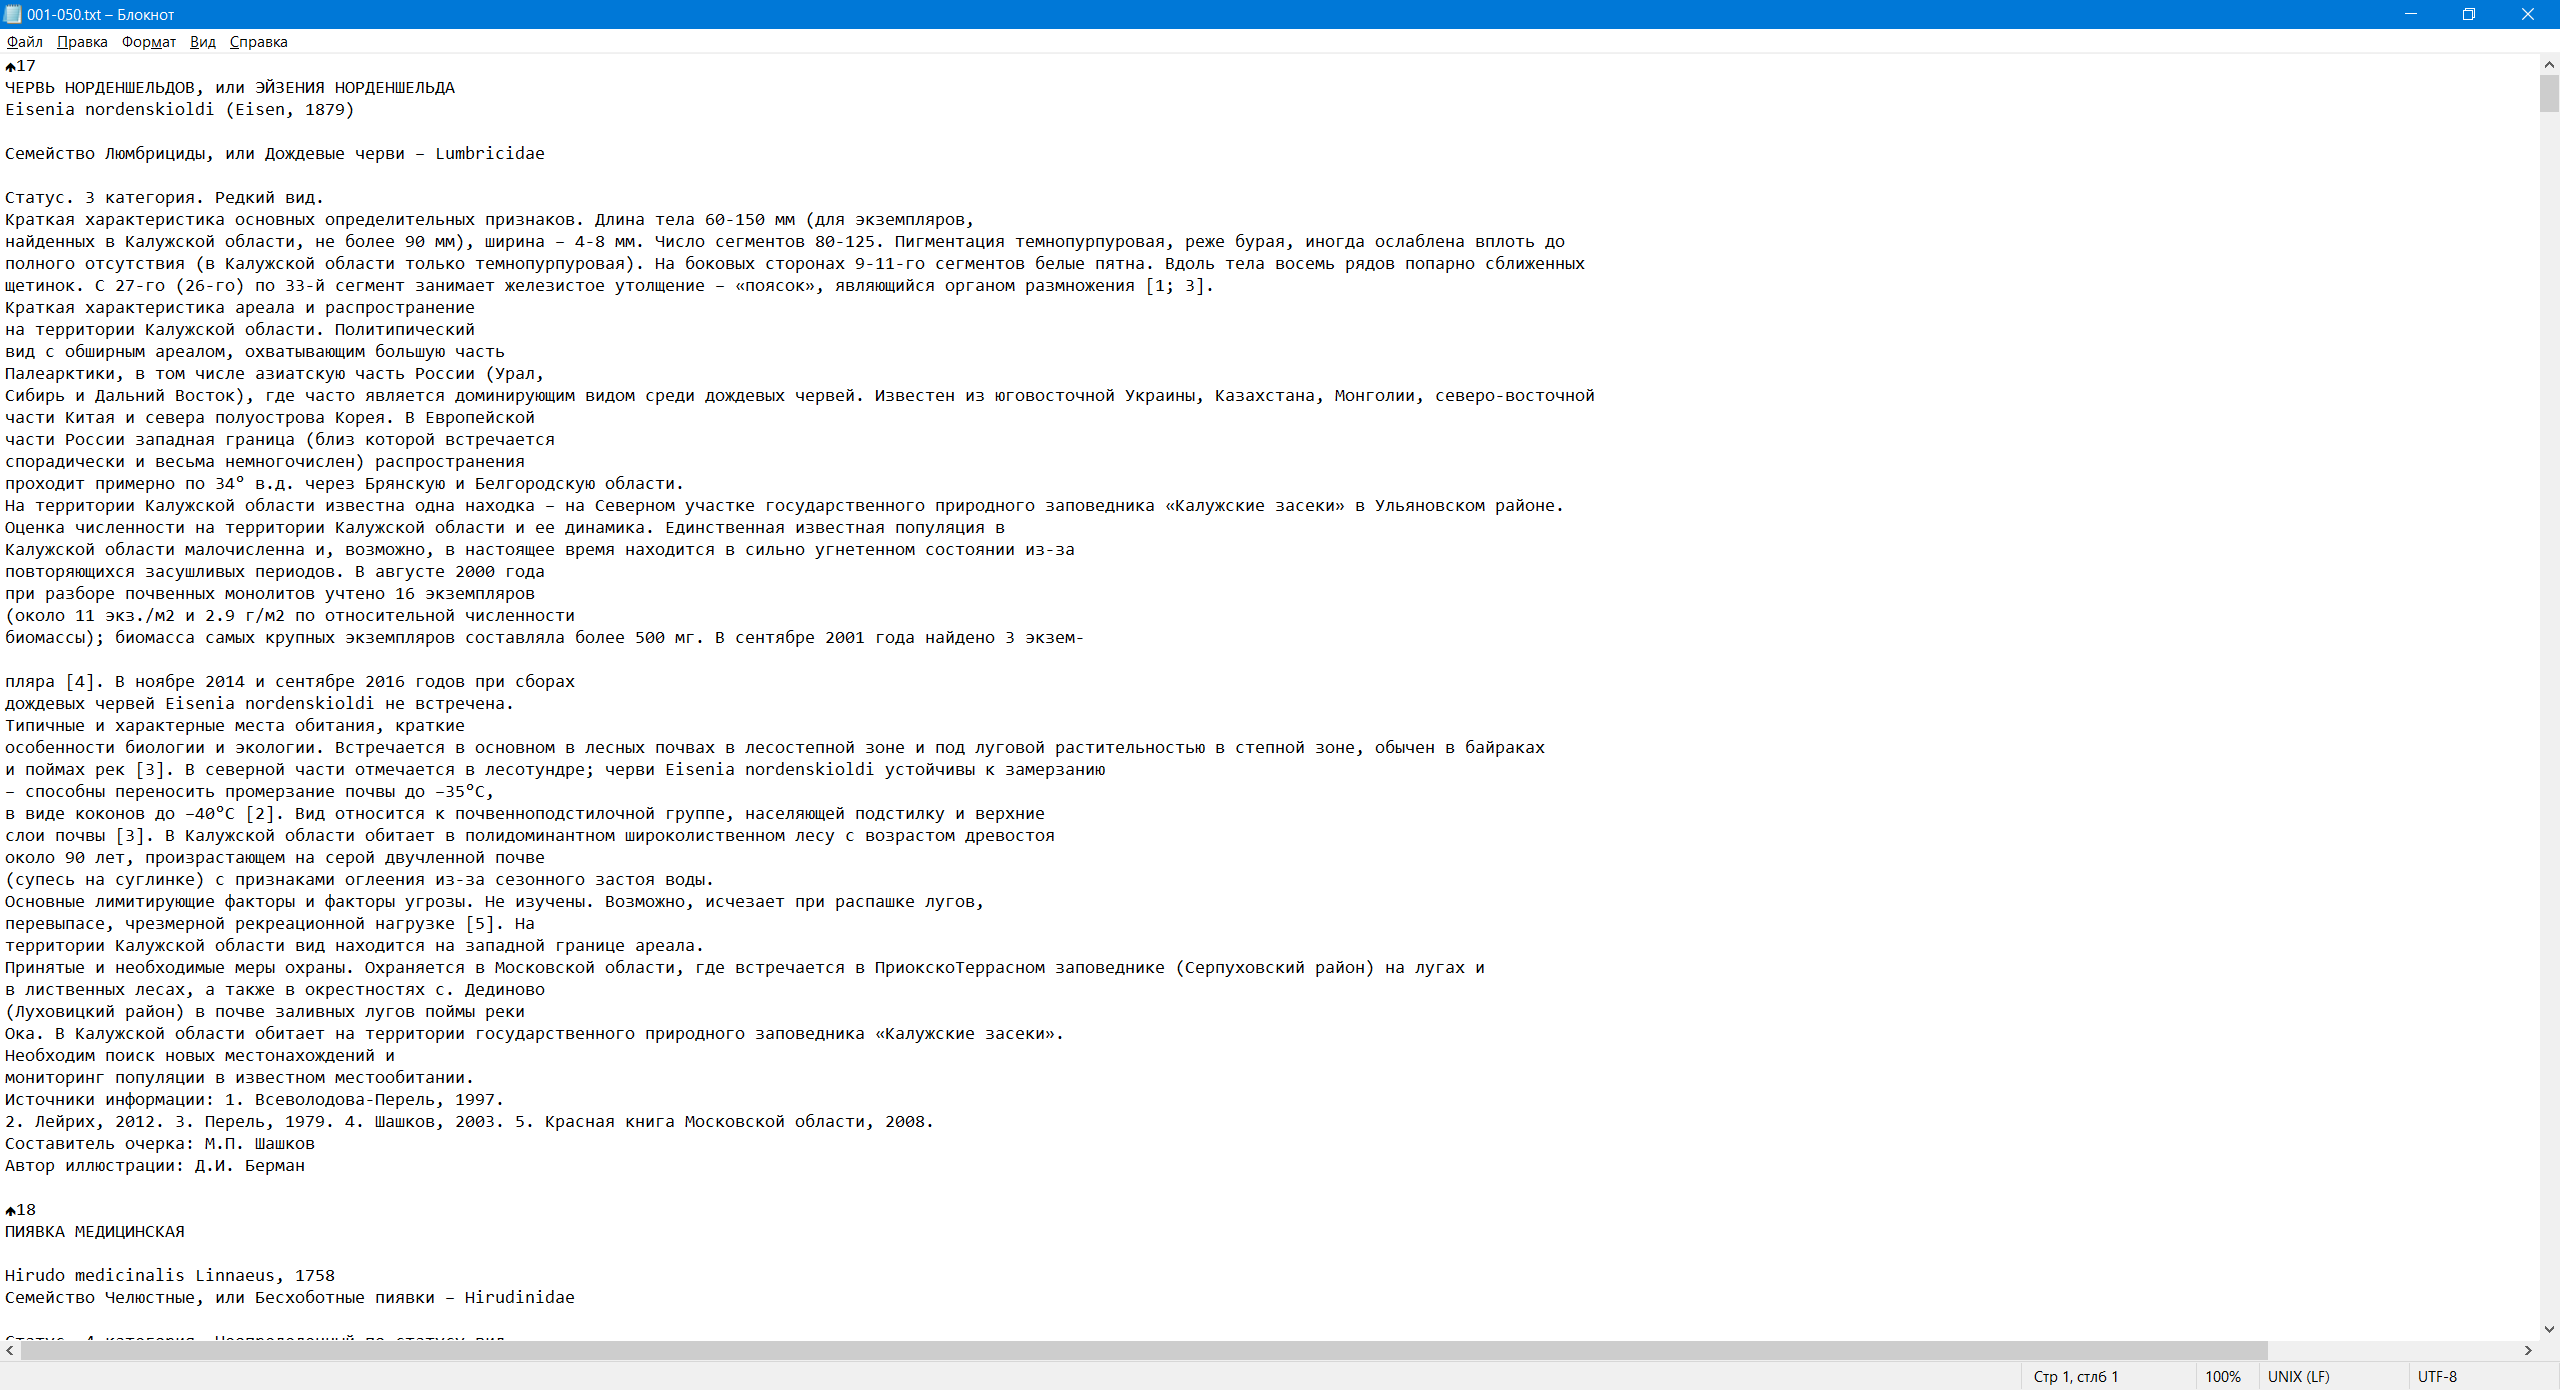 001-050.txt – Блокнот
Файл Правка Формат Вид Справка
↑17
ЧЕРВЬ НОРДЕНШЕЛЬДОВ, или ЭЙЗЕНИЯ НОРДЕНШЕЛЬДА
Eisenia nordenskioldi (Eisen, 1879)
Семейство Люмбрициды, или Дождевые черви – Lumbricidae
Статус. 3 категория. Редкий вид.
Краткая характеристика основных определительных признаков. Длина тела 60-150 мм (для экземпляров,
найденных в Калужской области, не более 90 мм), ширина – 4-8 мм. Число сегментов 80-125. Пигментация темнопурпуровая, реже бурая, иногда ослаблена вплоть до
полного отсутствия (в Калужской области только темнопурпуровая). На боковых сторонах 9-11-го сегментов белые пятна. Вдоль тела восемь рядов попарно сближенных
щетинок. С 27-го (26-го) по 33-й сегмент занимает железистое утолщение – «поясок», являющийся органом размножения [1; 3].
Краткая характеристика ареала и распространение
на территории Калужской области. Политипический
вид с обширным ареалом, охватывающим большую часть
Палеарктики, в том числе азиатскую часть России (Урал,
Сибирь и Дальний Восток), где часто является доминирующим видом среди дождевых червей. Известен из юговосточной Украины, Казахстана, Монголии, северо-восточной
части Китая и севера полуострова Корея. В Европейской
части России западная граница (близ которой встречается
спорадически и весьма немногочислен) распространения
проходит примерно по 34º в.д. через Брянскую и Белгородскую области.
На территории Калужской области известна одна находка – на Северном участке государственного природного заповедника «Калужские засеки» в Ульяновском районе.
Оценка численности на территории Калужской области и ее динамика. Единственная известная популяция в
Калужской области малочисленна и, возможно, в настоящее время находится в сильно угнетенном состоянии из-за
повторяющихся засушливых периодов. В августе 2000 года
при разборе почвенных монолитов учтено 16 экземпляров
(около 11 экз./м2 и 2.9 г/м2 по относительной численности
биомассы); биомасса самых крупных экземпляров составляла более 500 мг. В сентябре 2001 года найдено 3 экзем-
пляра [4]. В ноябре 2014 и сентябре 2016 годов при сборах
дождевых червей Eisenia nordenskioldi не встречена.
Типичные и характерные места обитания, краткие
особенности биологии и экологии. Встречается в основном в лесных почвах в лесостепной зоне и под луговой растительностью в степной зоне, обычен в байраках
и поймах рек [3]. В северной части отмечается в лесотундре; черви Eisenia nordenskioldi устойчивы к замерзанию
– способны переносить промерзание почвы до –35ºС,
в виде коконов до –40ºС [2]. Вид относится к почвенноподстилочной группе, населяющей подстилку и верхние
слои почвы [3]. В Калужской области обитает в полидоминантном широколиственном лесу с возрастом древостоя
около 90 лет, произрастающем на серой двучленной почве
(супесь на суглинке) с признаками оглеения из-за сезонного застоя воды.
Основные лимитирующие факторы и факторы угрозы. Не изучены. Возможно, исчезает при распашке лугов,
перевыпасе, чрезмерной рекреационной нагрузке [5]. На
территории Калужской области вид находится на западной границе ареала.
Принятые и необходимые меры охраны. Охраняется в Московской области, где встречается в ПриокскоТеррасном заповеднике (Серпуховский район) на лугах и
в лиственных лесах, а также в окрестностях с. Дединово
(Луховицкий район) в почве заливных лугов поймы реки
Ока. В Калужской области обитает на территории государственного природного заповедника «Калужские засеки».
Необходим поиск новых местонахождений и
мониторинг популяции в известном местообитании.
Источники информации: 1. Всеволодова-Перель, 1997.
2. Лейрих, 2012. 3. Перель, 1979. 4. Шашков, 2003. 5. Красная книга Московской области, 2008.
Составитель очерка: М.П. Шашков
Автор иллюстрации: Д.И. Берман
↑18
ПИЯВКА МЕДИЦИНСКАЯ
Hirudo medicinalis Linnaeus, 1758
Семейство Челюстные, или Бесхоботные пиявки – Hirudinidae
Статус. 4 категория. Неопределенный по статусу вид.
Стр 1, стлб 1 100% UNIX (LF) UTF-8